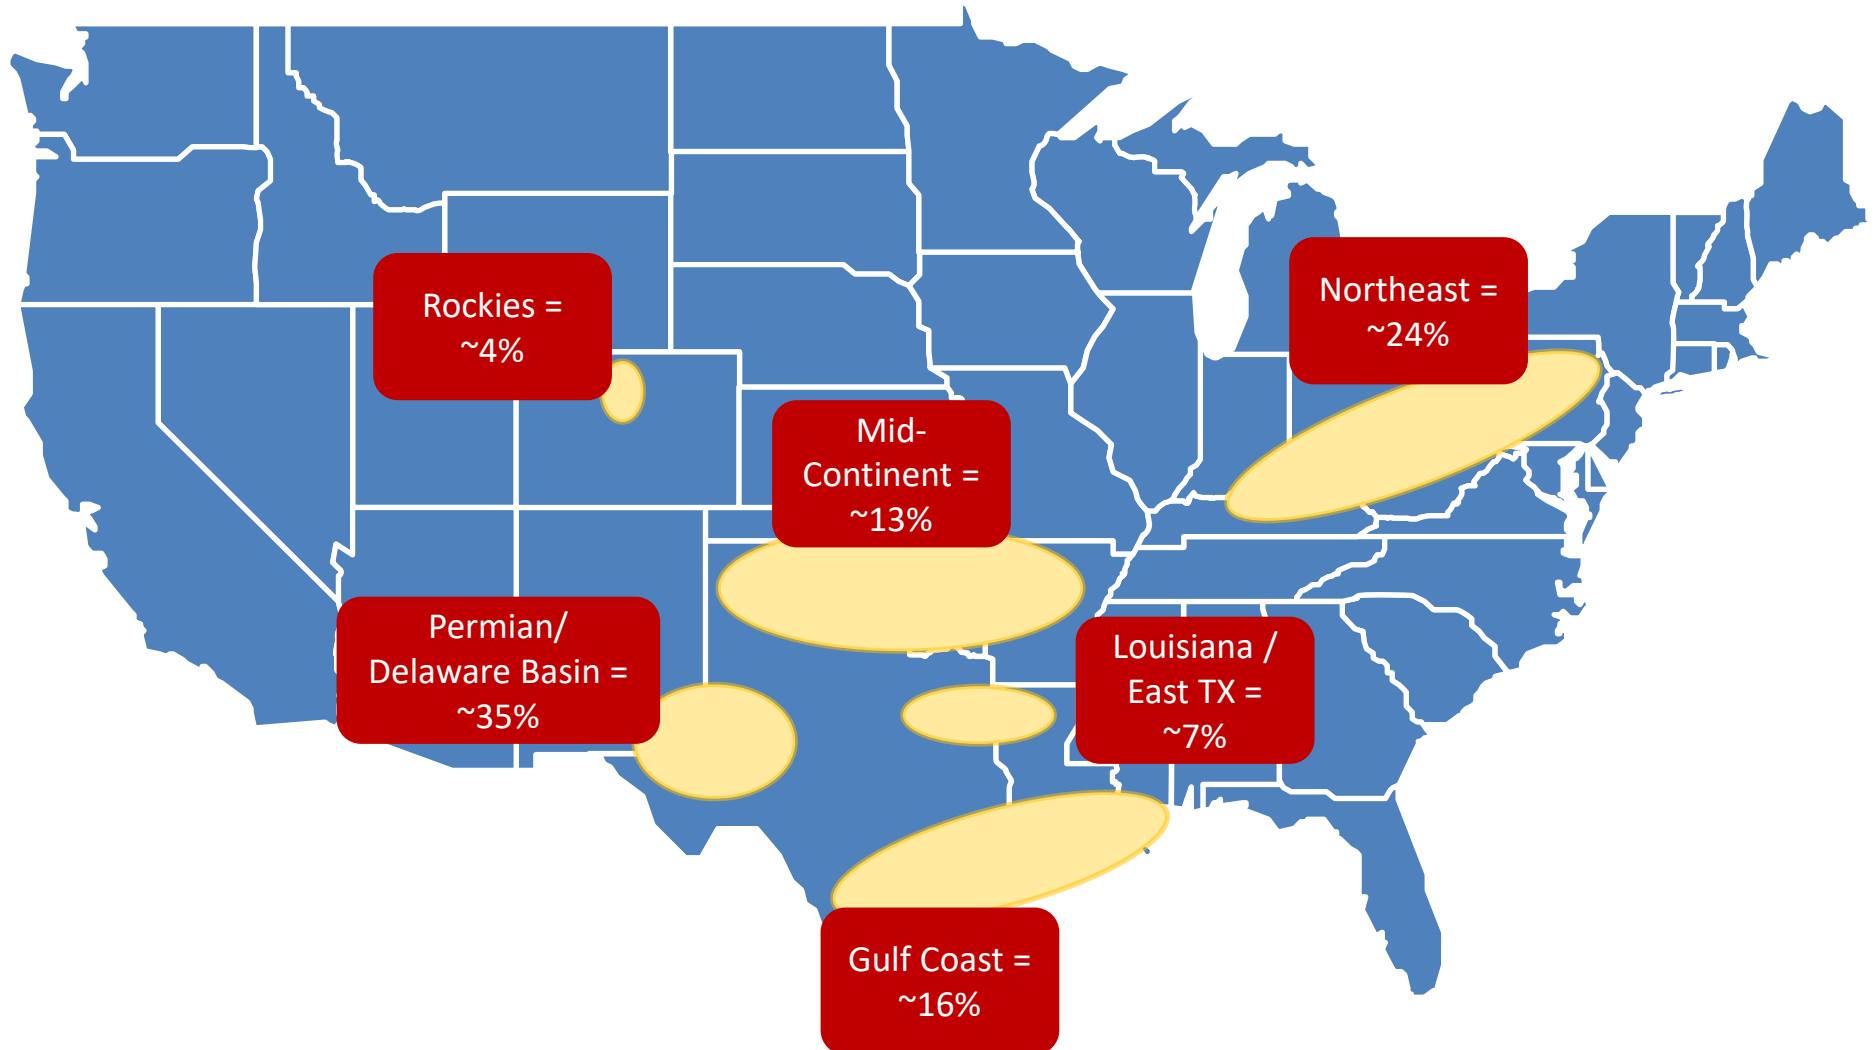 Rockies =
~4%
Northeast =
~24%
Mid-
Continent =
~13%
Permian/
Delaware Basin =
~35%
Louisiana /
East TX =
~7%
Gulf Coast =
~16%